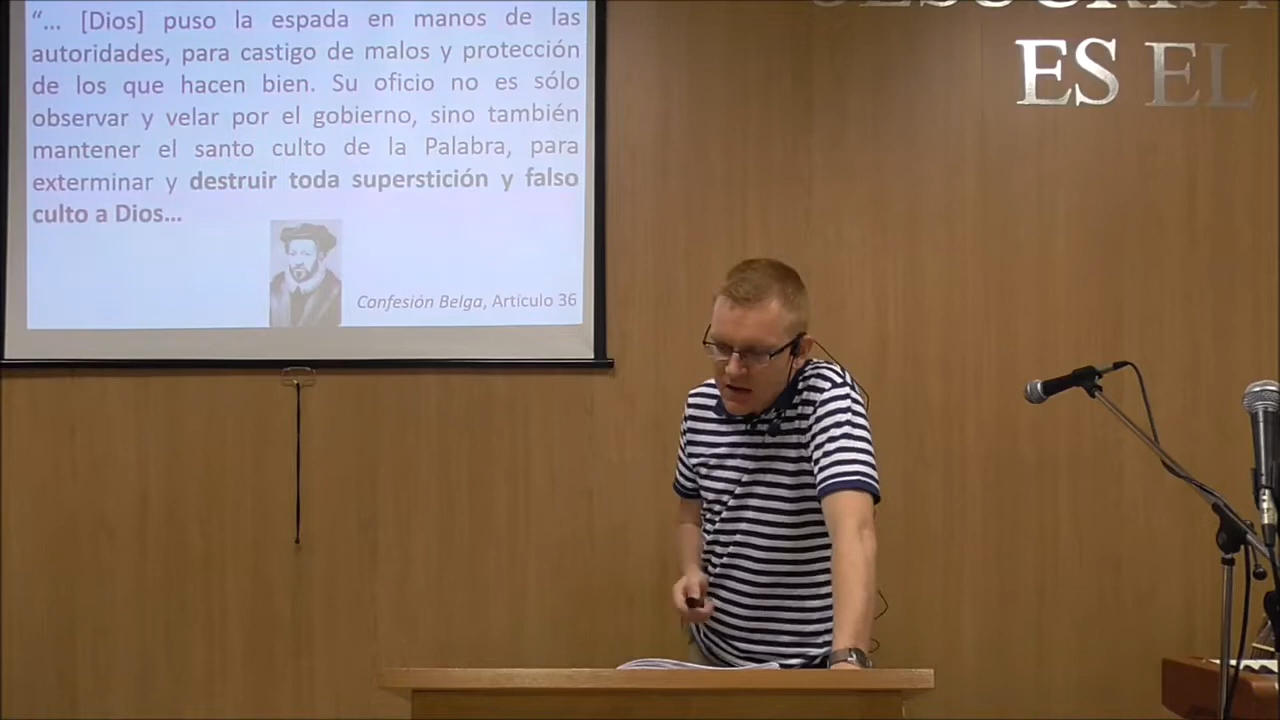 “... [Dios] puso la espada en manos de las
autoridades, para castigo de malos y protección
de los que hacen bien. Su oficio no es sólo
observar y velar por el gobierno, sino también
mantener el santo culto de la Palabra, para
exterminar y destruir toda superstición y falso
culto a Dios...
Confesión Belga, Artículo 36
ES EL